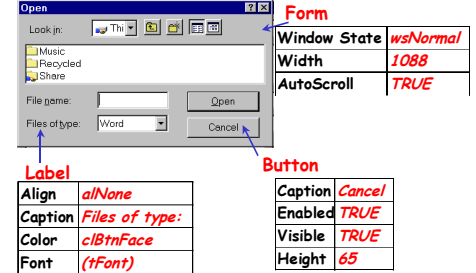 Open
Look in: Thi
Music
Recycled
Share
File name: Open
Files of type: Word Cancel
Form
Window State wsNormal
Width 1088
AutoScroll TRUE
Label
Align alNone
Caption Files of type:
Color clBtnFace
Font (tFont)
Button
Caption Cancel
Enabled TRUE
Visible TRUE
Height 65